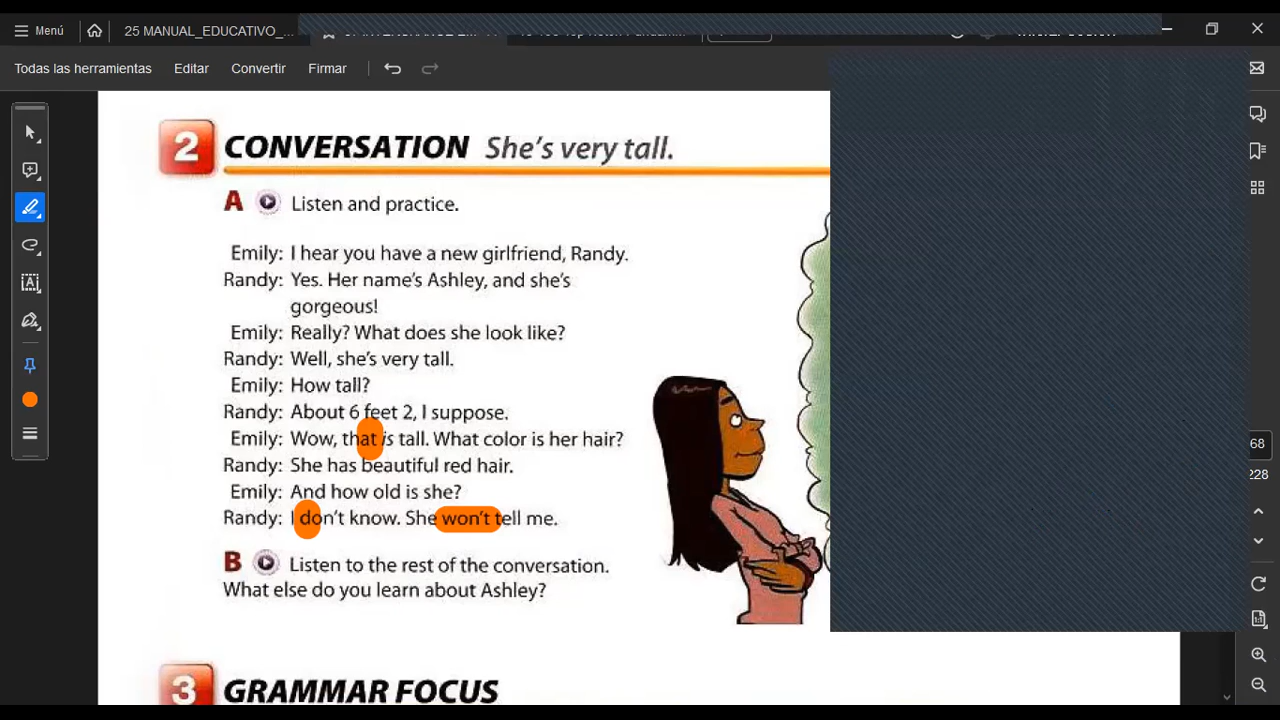 Menú
25 MANUAL_EDUCATIVO_...
Todas las herramientas
Editar
Convertir
Firmar
2 CONVERSATION She's very tall.
A Listen and practice.
Emily: I hear you have a new girlfriend, Randy.
Randy: Yes. Her name's Ashley, and she's
gorgeous!
Emily: Really? What does she look like?
Randy: Well, she's very tall.
Emily: How tall?
Randy: About 6 feet 2, I suppose.
Emily: Wow, that is tall. What color is her hair?
Randy: She has beautiful red hair.
Emily: And how old is she?
Randy: I don't know. She won't tell me.
B Listen to the rest of the conversation.
What else do you learn about Ashley?
3 GRAMMAR FOCUS
68
228